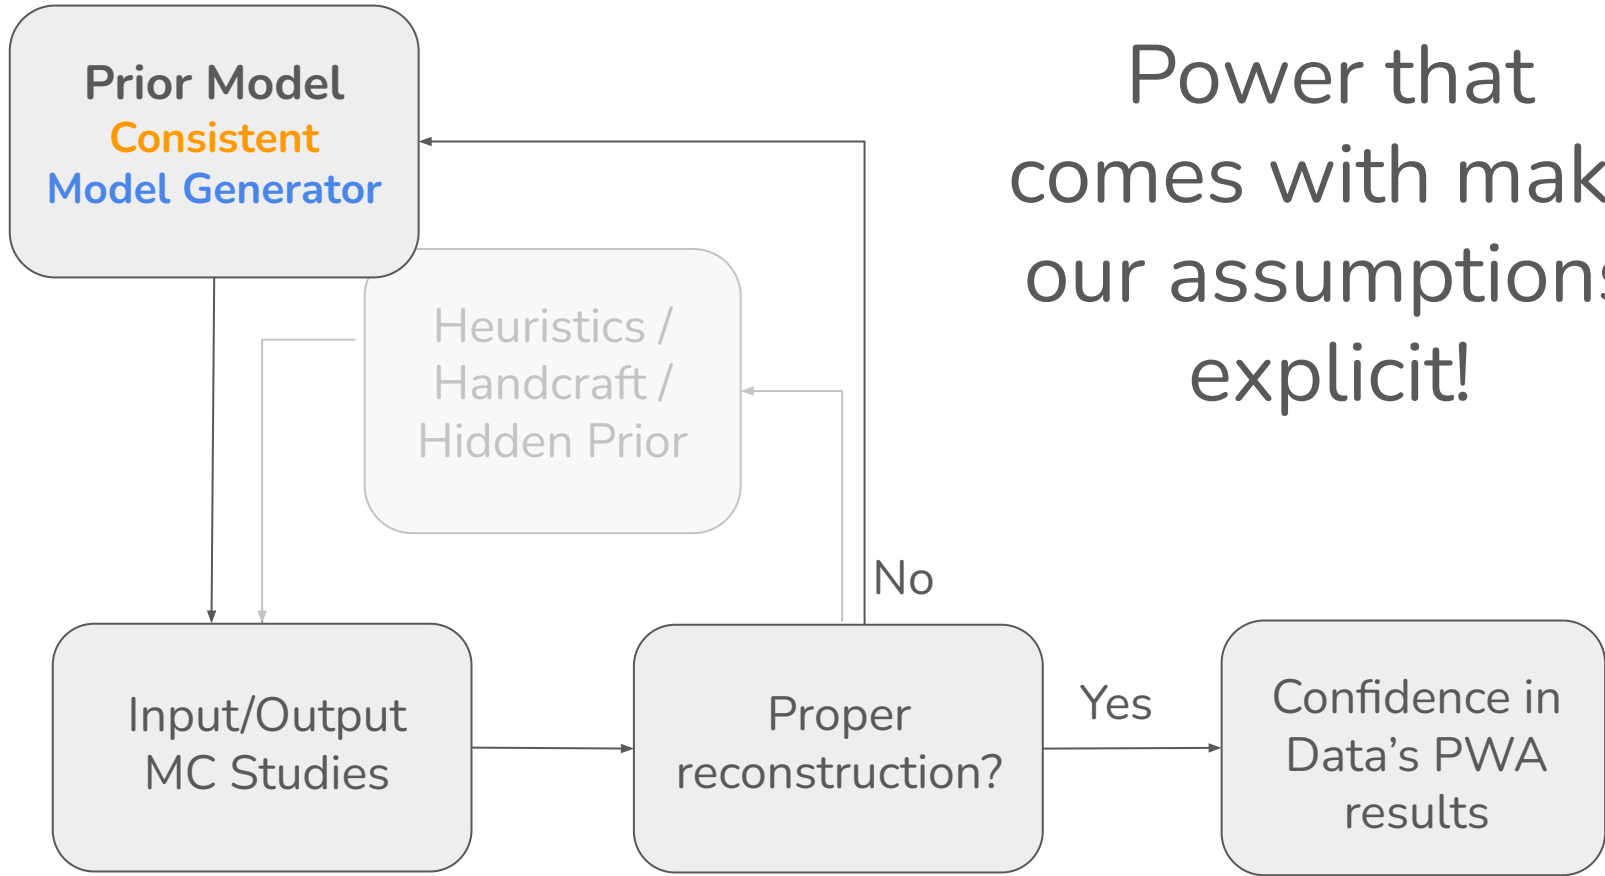 Prior Model
Consistent
Model Generator
Power that
comes with mak
our assumptions
explicit!
Heuristics /
Handcraft /
Hidden Prior
No
Input/Output
MC Studies
Proper
reconstruction?
Yes
Confidence in
Data’s PWA
results